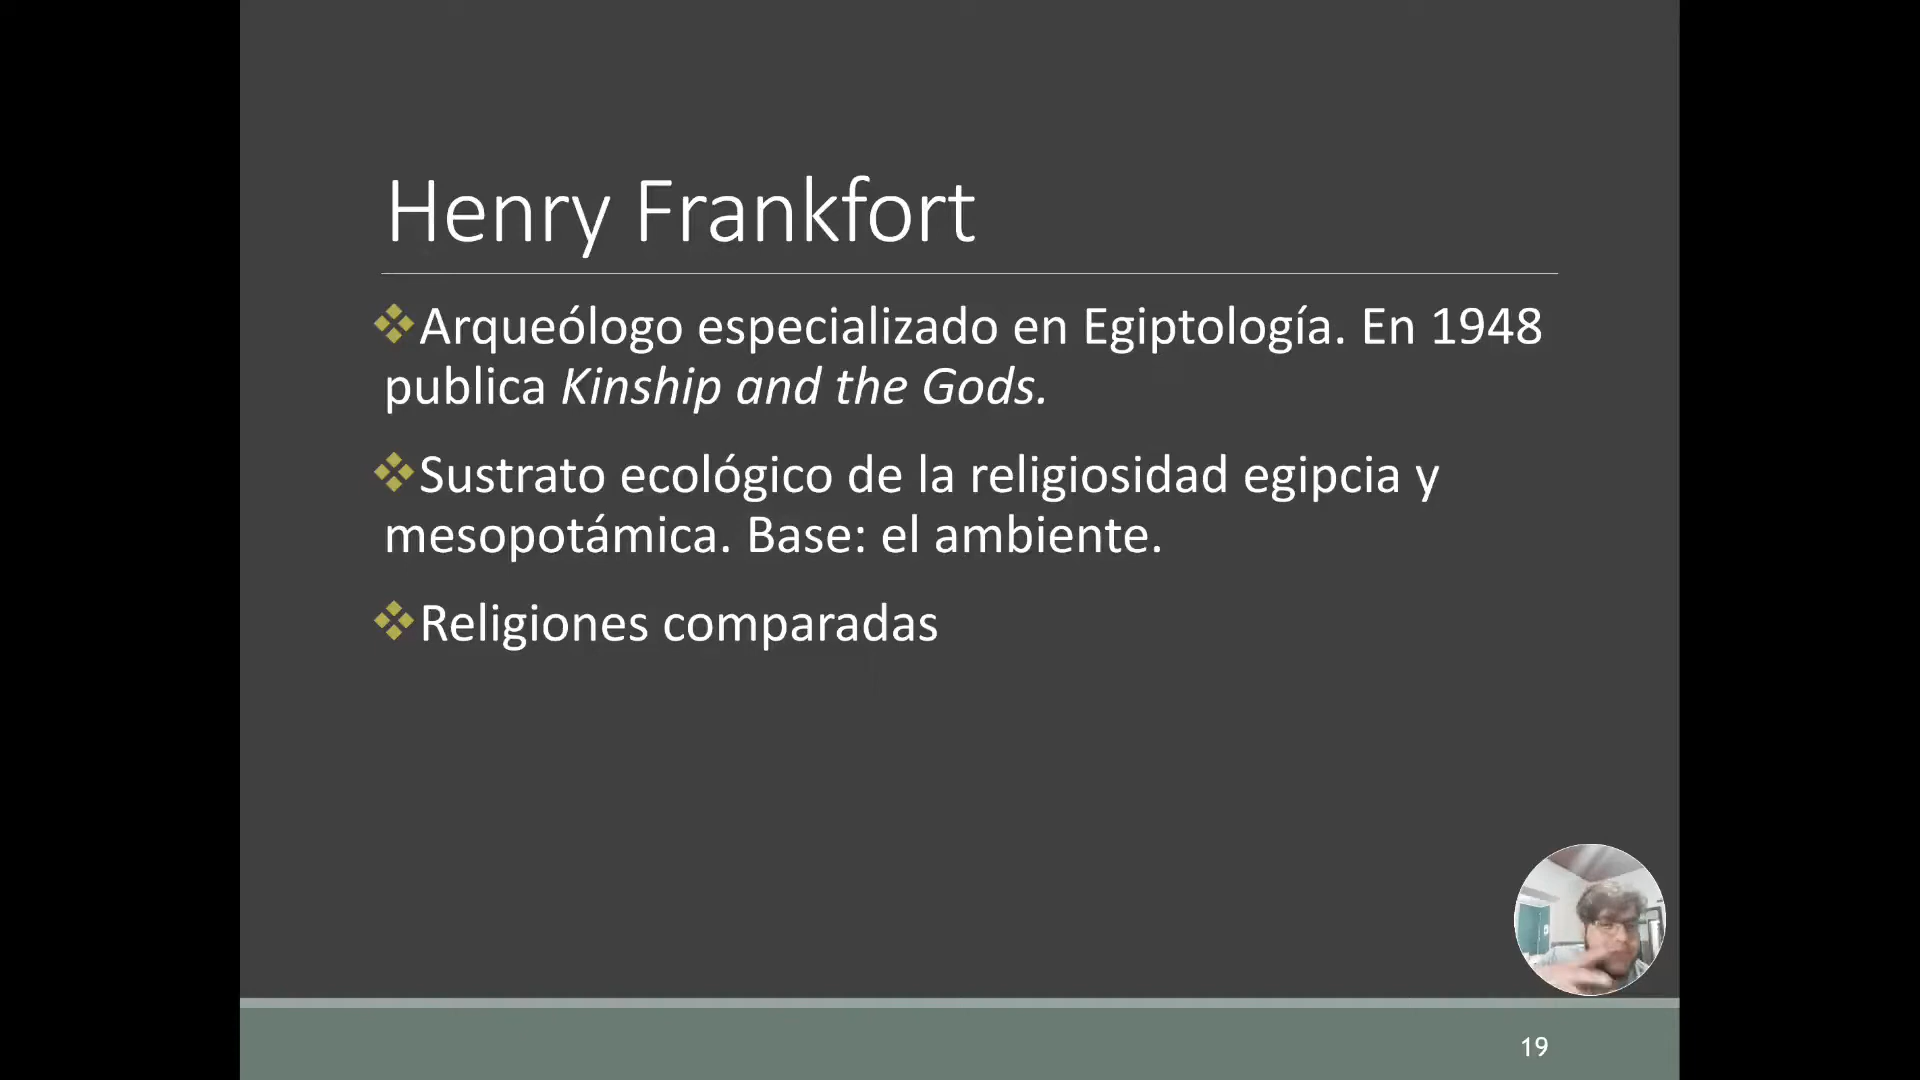 Henry Frankfort
Arqueólogo especializado en Egiptología. En 1948
publica Kinship and the Gods.
Sustrato ecológico de la religiosidad egipcia y
mesopotámica. Base: el ambiente.
Religiones comparadas
19